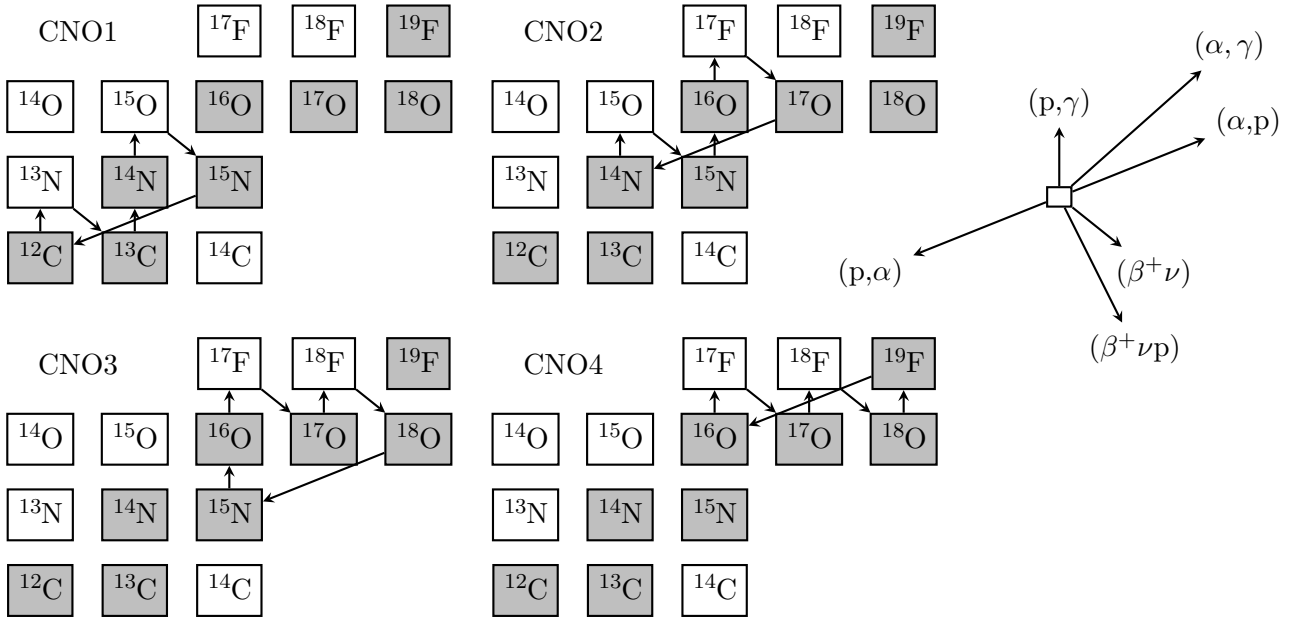 CNO1 ¹⁷F ¹⁸F ¹⁹F
¹⁴O ¹⁵O ¹⁶O ¹⁷O ¹⁸O
¹³N ¹⁴N ¹⁵N
¹²C ¹³C ¹⁴C
CNO2 ¹⁷F ¹⁸F ¹⁹F
¹⁴O ¹⁵O ¹⁶O ¹⁷O ¹⁸O
¹³N ¹⁴N ¹⁵N
¹²C ¹³C ¹⁴C
(α, γ)
(p,γ)
(α,p)
(p,α)
(β⁺ν)
(β⁺νp)
CNO3 ¹⁷F ¹⁸F ¹⁹F
¹⁴O ¹⁵O ¹⁶O ¹⁷O ¹⁸O
¹³N ¹⁴N ¹⁵N
¹²C ¹³C ¹⁴C
CNO4 ¹⁷F ¹⁸F ¹⁹F
¹⁴O ¹⁵O ¹⁶O ¹⁷O ¹⁸O
¹³N ¹⁴N ¹⁵N
¹²C ¹³C ¹⁴C